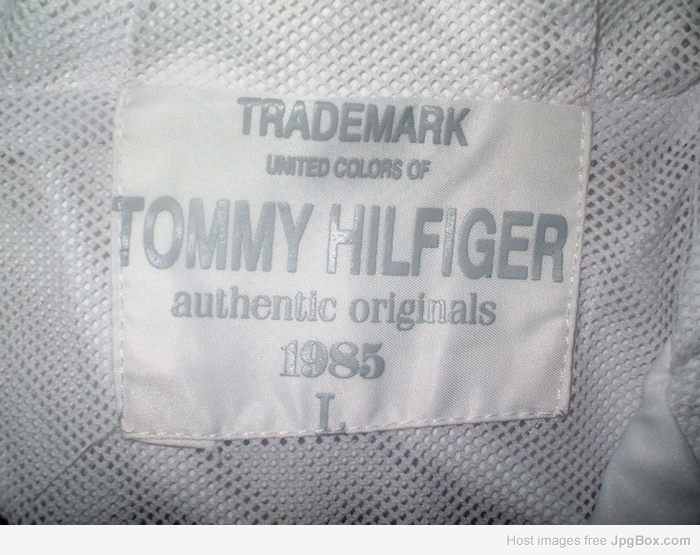 TRADEMARK
UNITED COLORS OF
TOMMY HILFIGER
authentic originals
1985
L
Host images free JpgBox.com